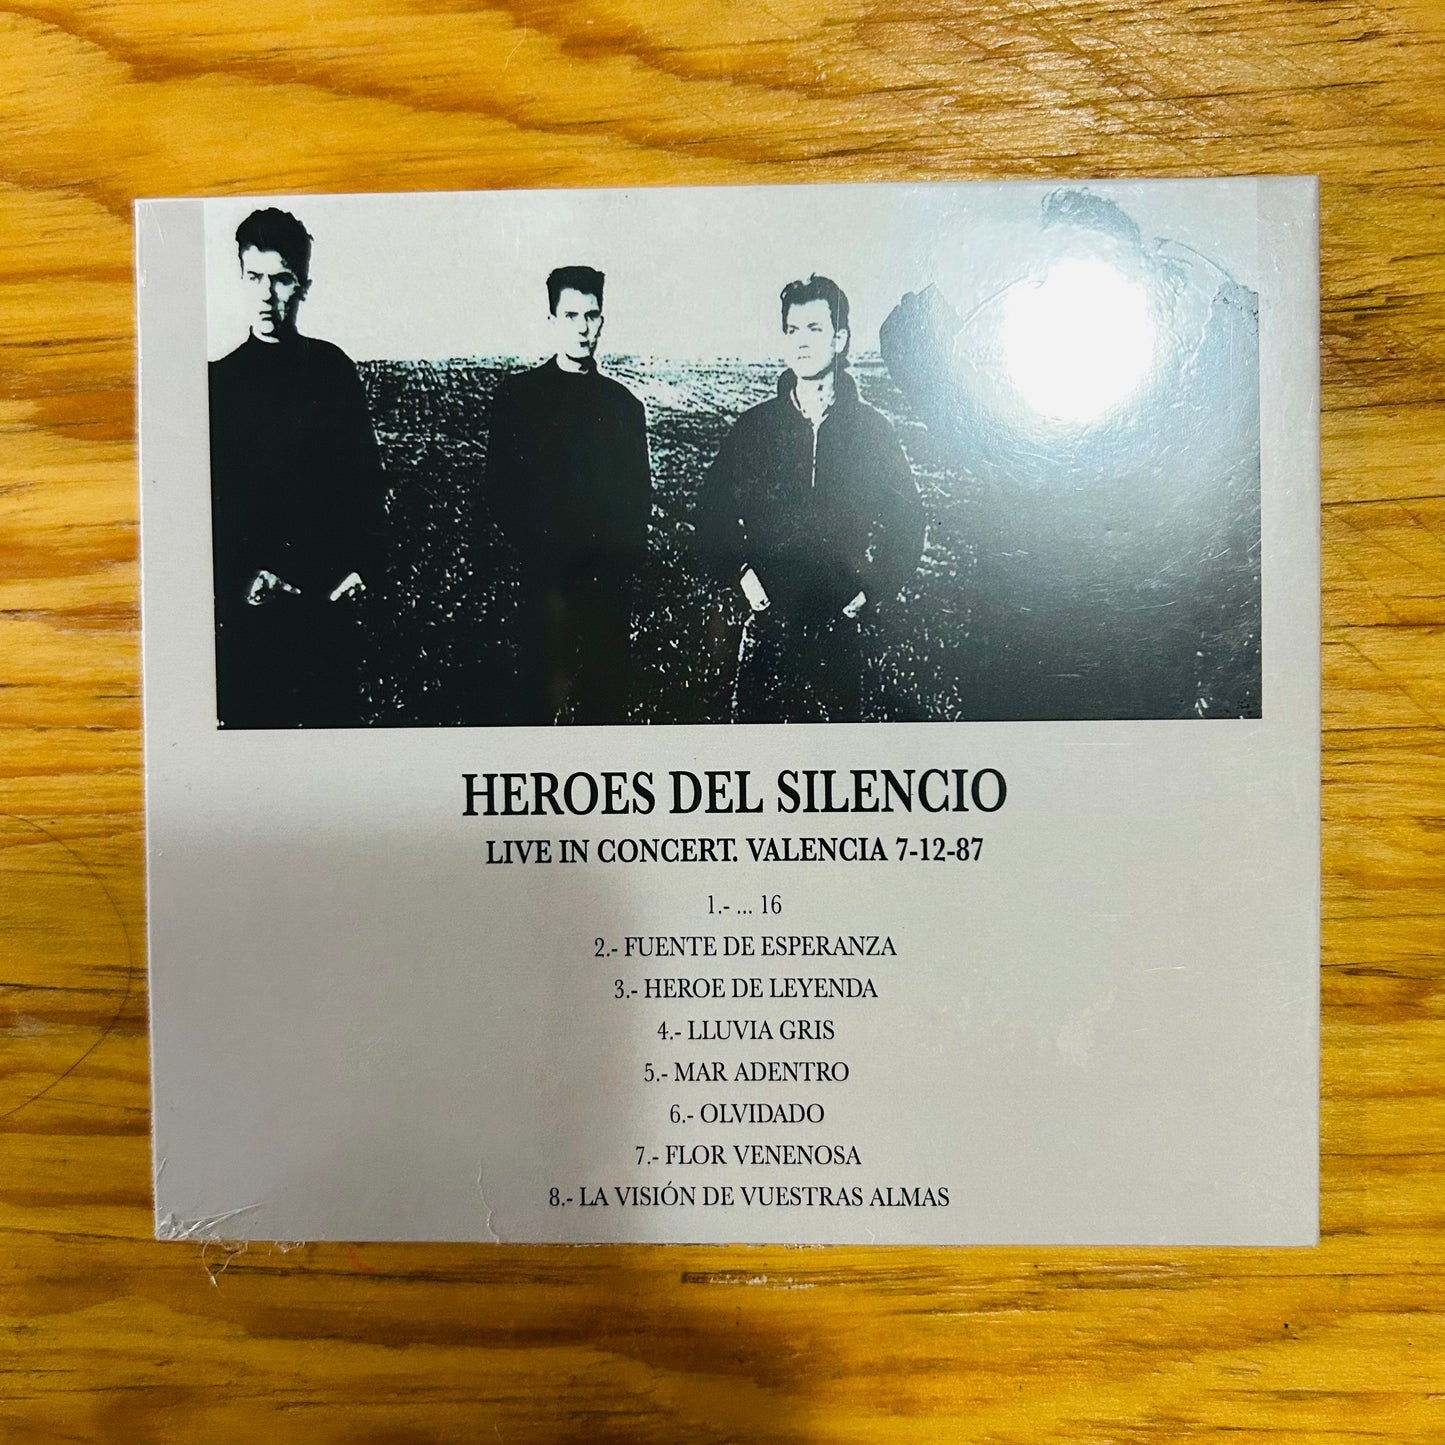 HEROES DEL SILENCIO
LIVE IN CONCERT. VALENCIA 7-12-87
1.- ... 16
2.- FUENTE DE ESPERANZA
3.- HEROE DE LEYENDA
4.- LLUVIA GRIS
5.- MAR ADENTRO
6.- OLVIDADO
7.- FLOR VENENOSA
8.- LA VISIÓN DE VUESTRAS ALMAS